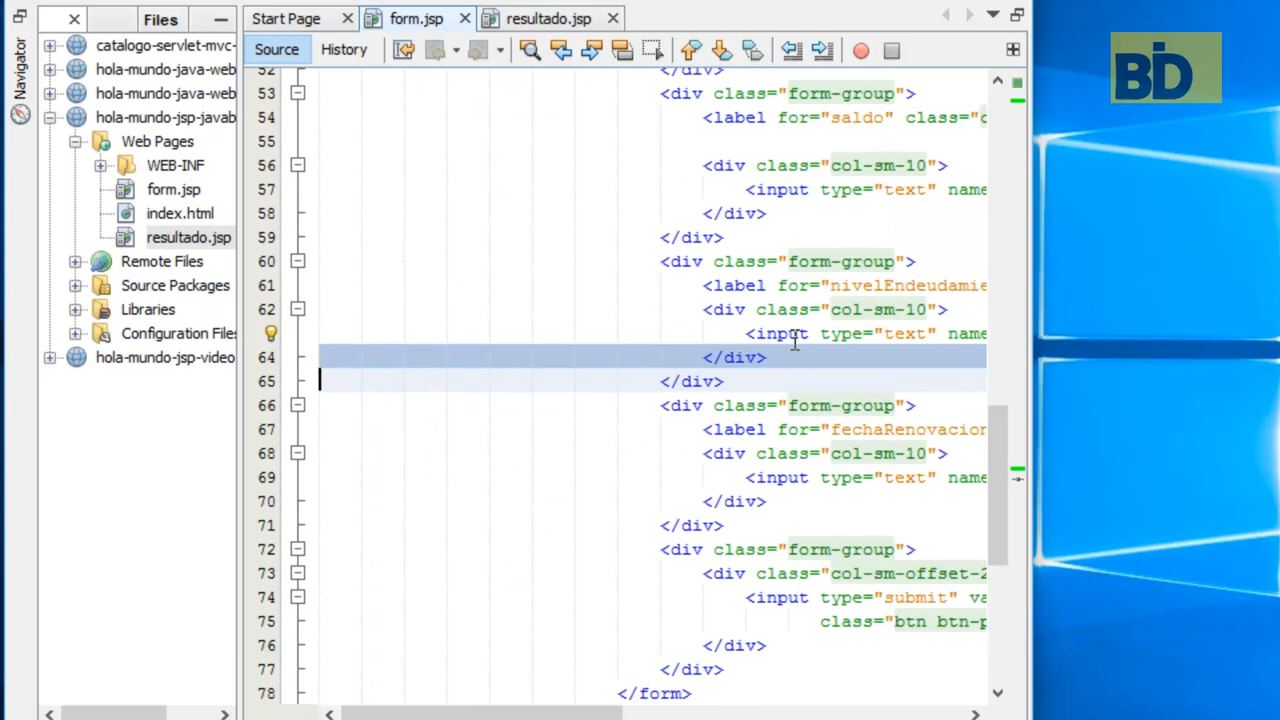 Navigator
Files
Start Page
form.jsp
resultado.jsp
Source
History
BD
catalogo-servlet-mvc-
hola-mundo-java-web
hola-mundo-java-web
hola-mundo-jsp-javab
Web Pages
WEB-INF
form.jsp
index.html
resultado.jsp
Remote Files
Source Packages
Libraries
Configuration Files
hola-mundo-jsp-video
52 </div>
53 <div class="form-group">
54 <label for="saldo" class="c
55
56 <div class="col-sm-10">
57 <input type="text" name
58 </div>
59 </div>
60 <div class="form-group">
61 <label for="nivelEndeudamie
62 <div class="col-sm-10">
<input type="text" name
64 </div>
65 </div>
66 <div class="form-group">
67 <label for="fechaRenovacion
68 <div class="col-sm-10">
69 <input type="text" name
70 </div>
71 </div>
72 <div class="form-group">
73 <div class="col-sm-offset-2
74 <input type="submit" va
75 class="btn btn-p
76 </div>
77 </div>
78 </form>